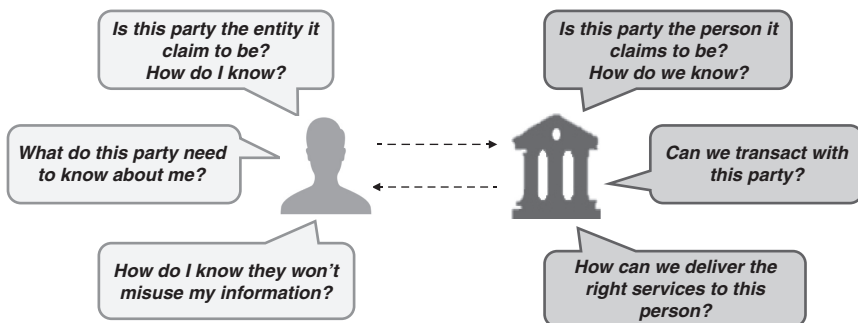 Is this party the entity it
claim to be?
How do I know?
What do this party need
to know about me?
How do I know they won't
misuse my information?
Is this party the person it
claims to be?
How do we know?
Can we transact with
this party?
How can we deliver the
right services to this
person?